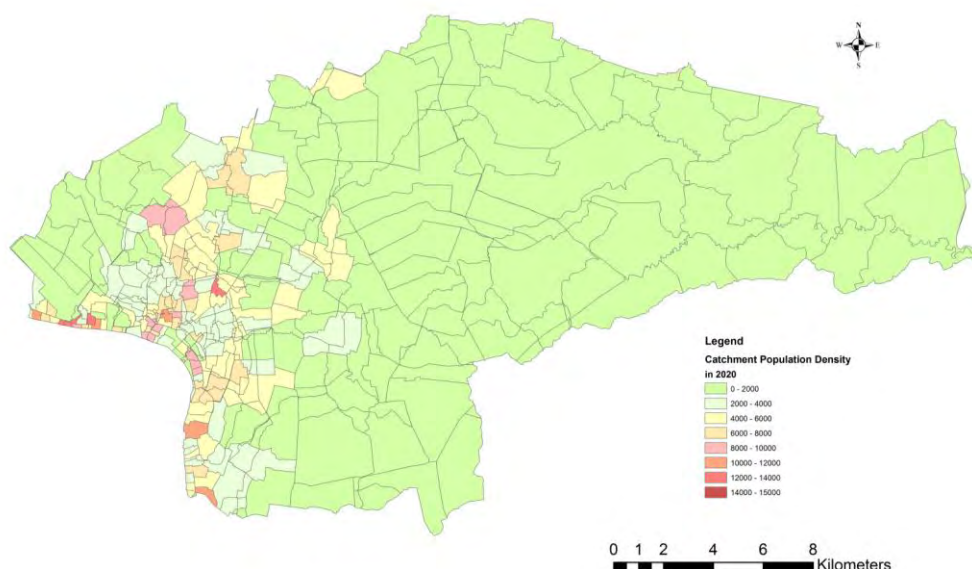 N
W E
S
Legend
Catchment Population Density
in 2020
0 - 2000
2000 - 4000
4000 - 6000
6000 - 8000
8000 - 10000
10000 - 12000
12000 - 14000
14000 - 15000
0 1 2 4 6 8
Kilometers